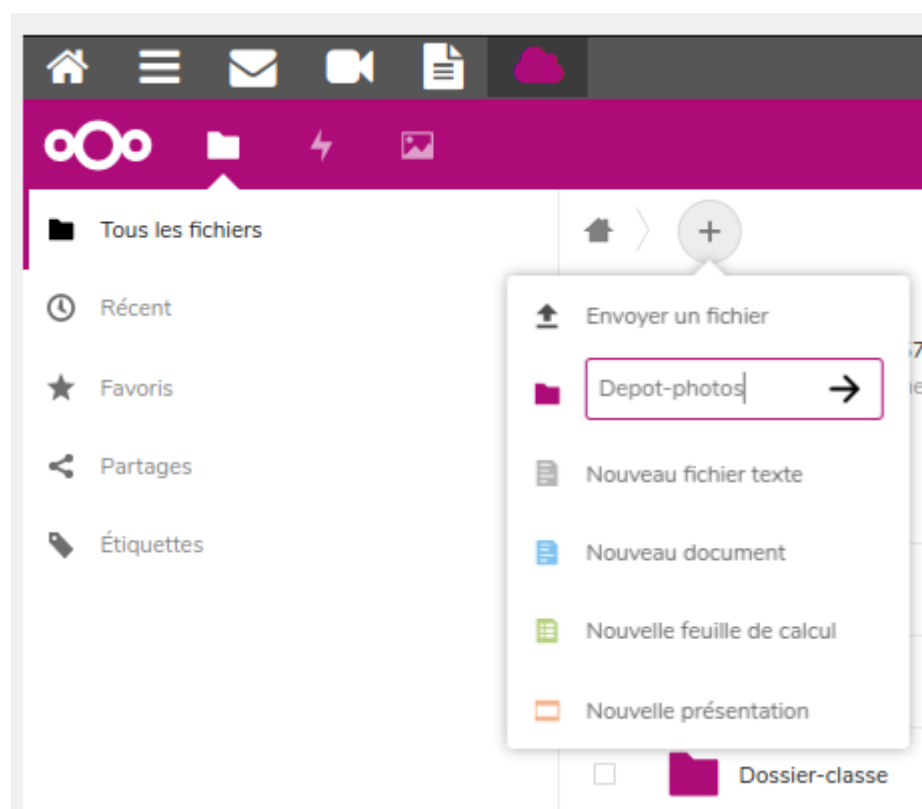 Tous les fichiers
Récent
Favoris
Partages
Étiquettes
Envoyer un fichier
Depot-photos
Nouveau fichier texte
Nouveau document
Nouvelle feuille de calcul
Nouvelle présentation
Dossier-classe